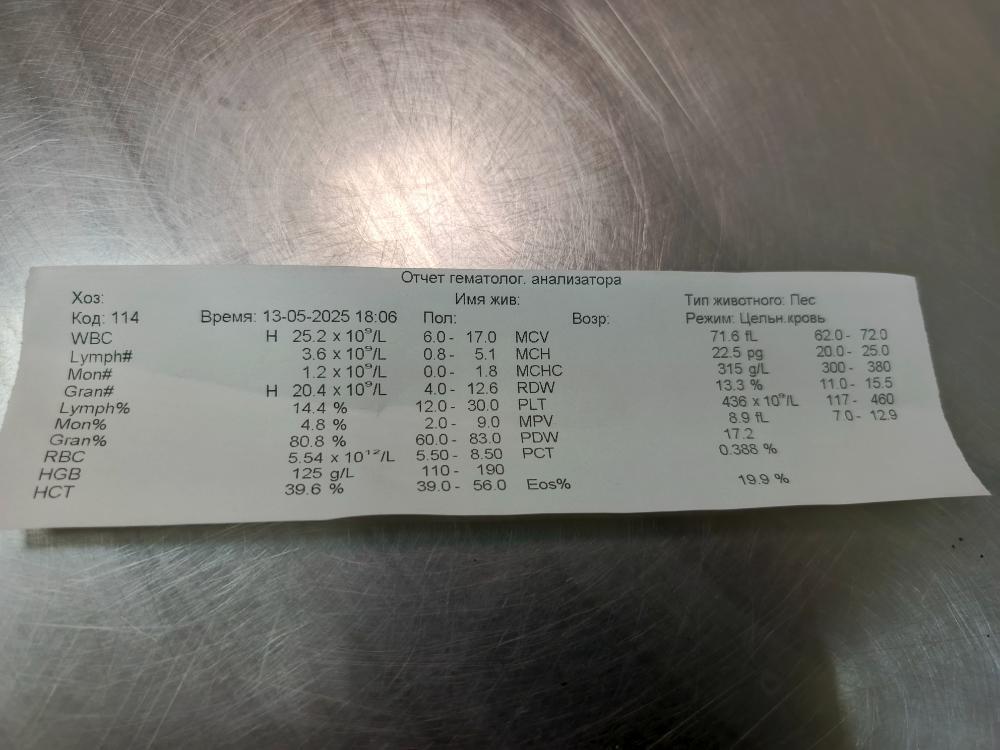 Отчет гематолог. анализатора
Хоз: Имя жив: Тип животного: Пес
Код: 114 Время: 13-05-2025 18:06 Пол: Возр: Режим: Цельн.кровь
WBC H 25.2 x 10⁹/L 6.0 - 17.0 MCV 71.6 fL 62.0 - 72.0
Lymph# 3.6 x 10⁹/L 0.8 - 5.1 MCH 22.5 pg 20.0 - 25.0
Mon# 1.2 x 10⁹/L 0.0 - 1.8 MCHC 315 g/L 300 - 380
Gran# H 20.4 x 10⁹/L 4.0 - 12.6 RDW 13.3 % 11.0 - 15.5
Lymph% 14.4 % 12.0 - 30.0 PLT 436 x 10⁹/L 117 - 460
Mon% 4.8 % 2.0 - 9.0 MPV 8.9 fL 7.0 - 12.9
Gran% 80.8 % 60.0 - 83.0 PDW 17.2
RBC 5.54 x 10¹²/L 5.50 - 8.50 PCT 0.388 %
HGB 125 g/L 110 - 190
HCT 39.6 % 39.0 - 56.0 Eos% 19.9 %